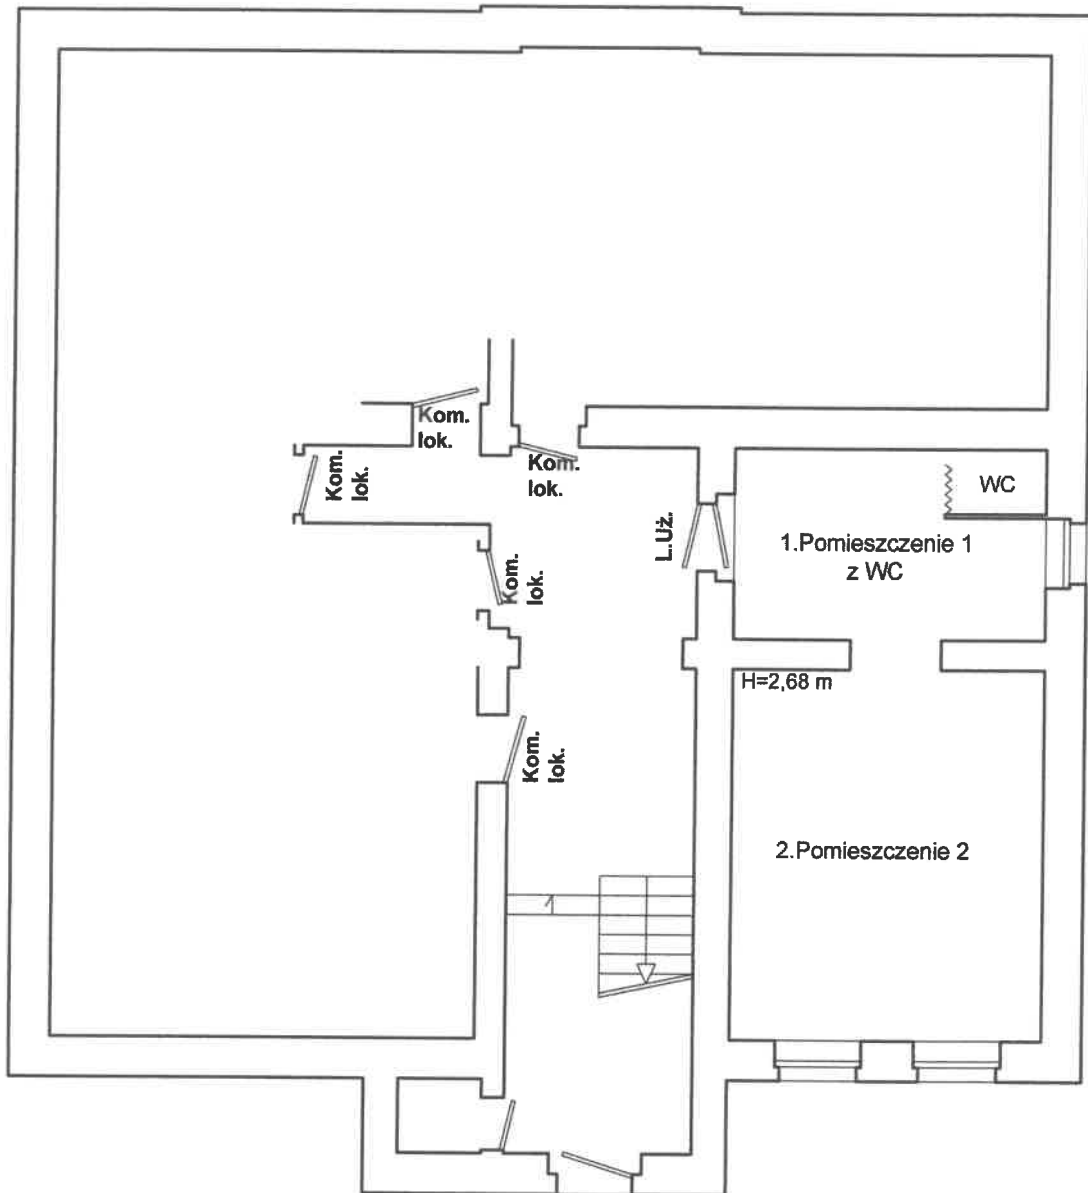 Kom.
lok.
Kom.
lok.
Kom.
lok.
WC
L.Uż.
1.Pomieszczenie 1
z WC
Kom.
lok.
H=2,68 m
Kom.
lok.
2.Pomieszczenie 2